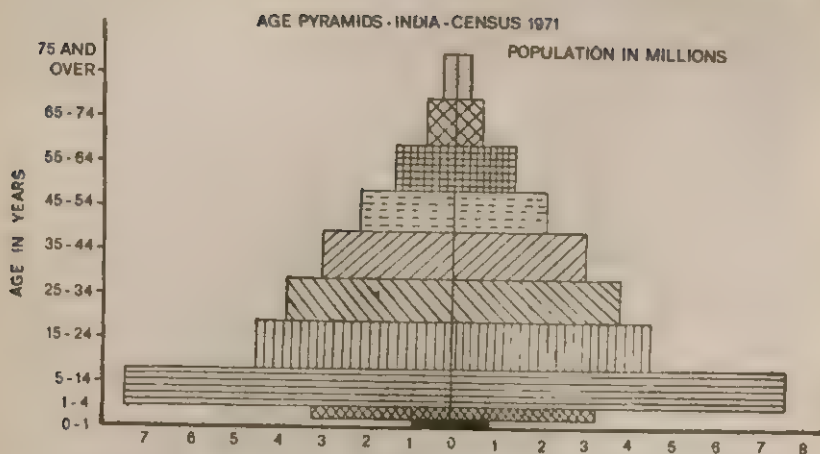 AGE PYRAMIDS - INDIA - CENSUS 1971
POPULATION IN MILLIONS
AGE IN YEARS
75 AND
OVER
65-74
55-64
45-54
35-44
25-34
15-24
5-14
1-4
0-1
7 6 5 4 3 2 1 0 1 2 3 4 5 6 7 8